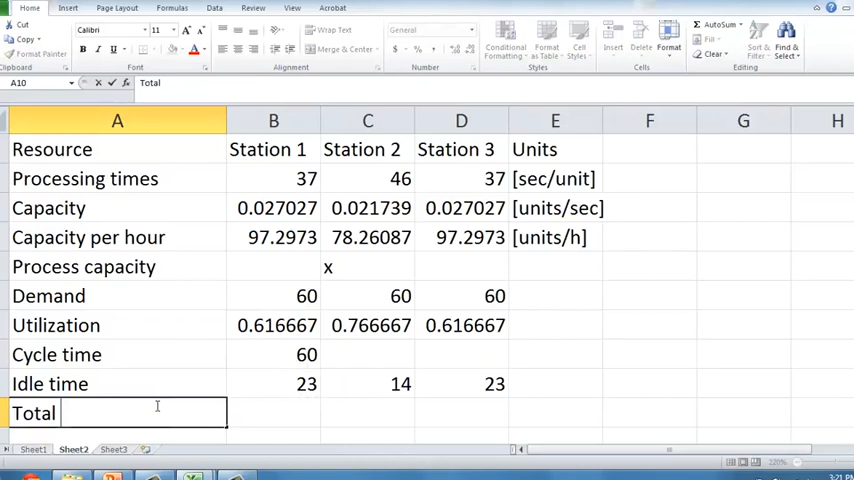 Home Insert Page Layout Formulas Data Review View Acrobat
Cut
Copy
Format Painter
Calibri 11
Wrap Text
Merge & Center
General
Conditional Formatting
Format as Table
Cell Styles
Insert Delete Format
AutoSum
Fill
Clear
Sort & Filter
Find & Select
Font Alignment Number Styles Cells Editing
A10 Total
A B C D E F G H
Resource Station 1 Station 2 Station 3 Units
Processing times 37 46 37 [sec/unit]
Capacity 0.027027 0.021739 0.027027 [units/sec]
Capacity per hour 97.2973 78.26087 97.2973 [units/h]
Process capacity x
Demand 60 60 60
Utilization 0.616667 0.766667 0.616667
Cycle time 60
Idle time 23 14 23
Total
Sheet1 Sheet2 Sheet3
220%
3:21 PM